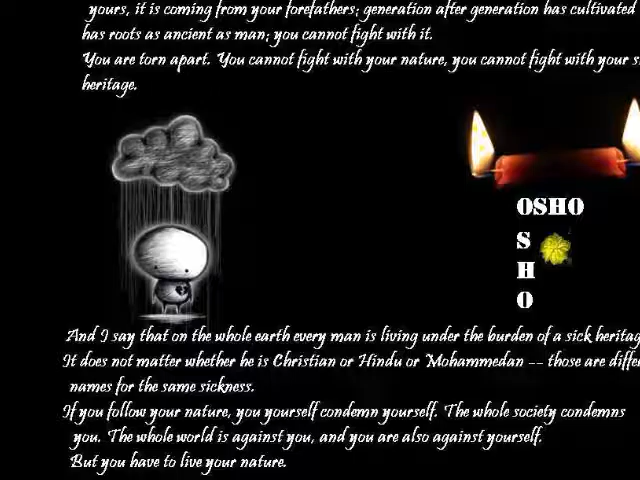 yours, it is coming from your forefathers; generation after generation has cultivated
has roots as ancient as man; you cannot fight with it.
You are torn apart. You cannot fight with your nature, you cannot fight with your
heritage.
OSHO
S
H
O
And I say that on the whole earth every man is living under the burden of a sick
It does not matter whether he is Christian or Hindu or Mohammedan -- those are
names for the same sickness.
If you follow your nature, you yourself condemn yourself. The whole society condemns
you. The whole world is against you, and you are also against yourself.
But you have to live your nature.